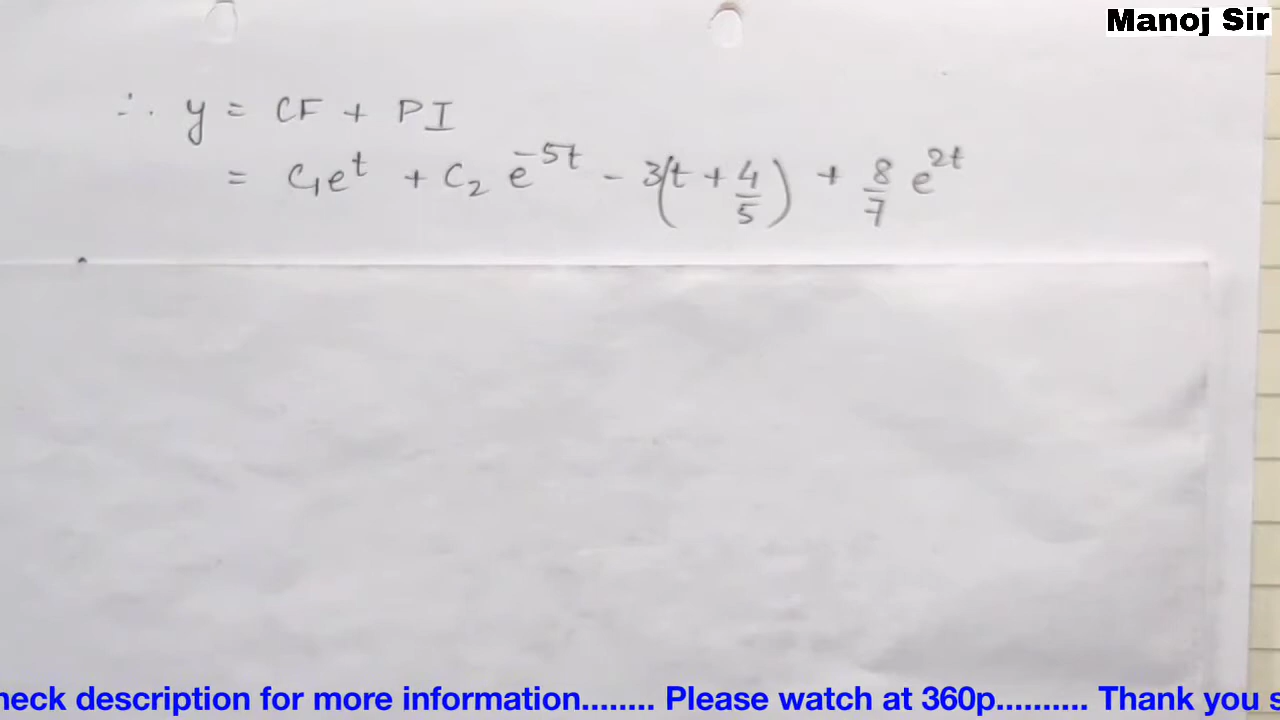 Manoj Sir
∴ y = CF + PI
= C₁eᵗ + C₂ e⁻⁵ᵗ - 3(t + 4/5) + 8/7 e²ᵗ
heck description for more information........ Please watch at 360p.......... Thank you s